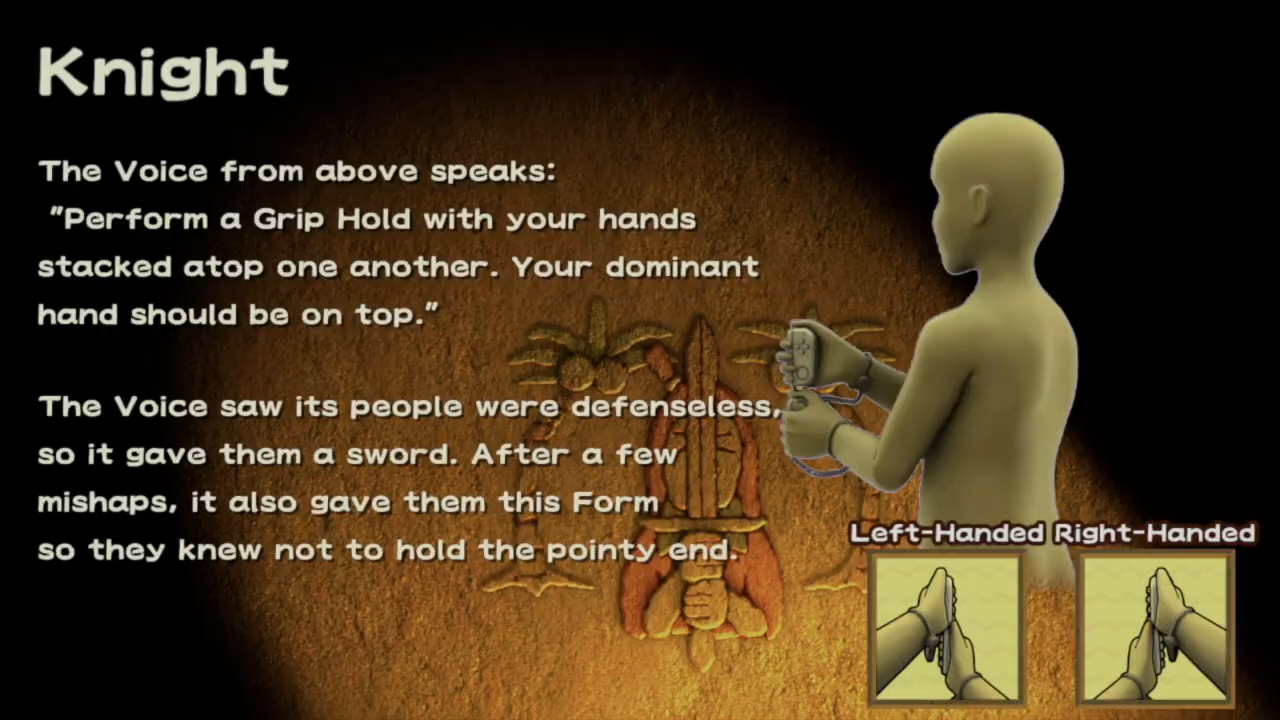 Knight
The Voice from above speaks:
"Perform a Grip Hold with your hands
stacked atop one another. Your dominant
hand should be on top."
The Voice saw its people were defenseless,
so it gave them a sword. After a few
mishaps, it also gave them this Form
so they knew not to hold the pointy end.
Left-Handed Right-Handed